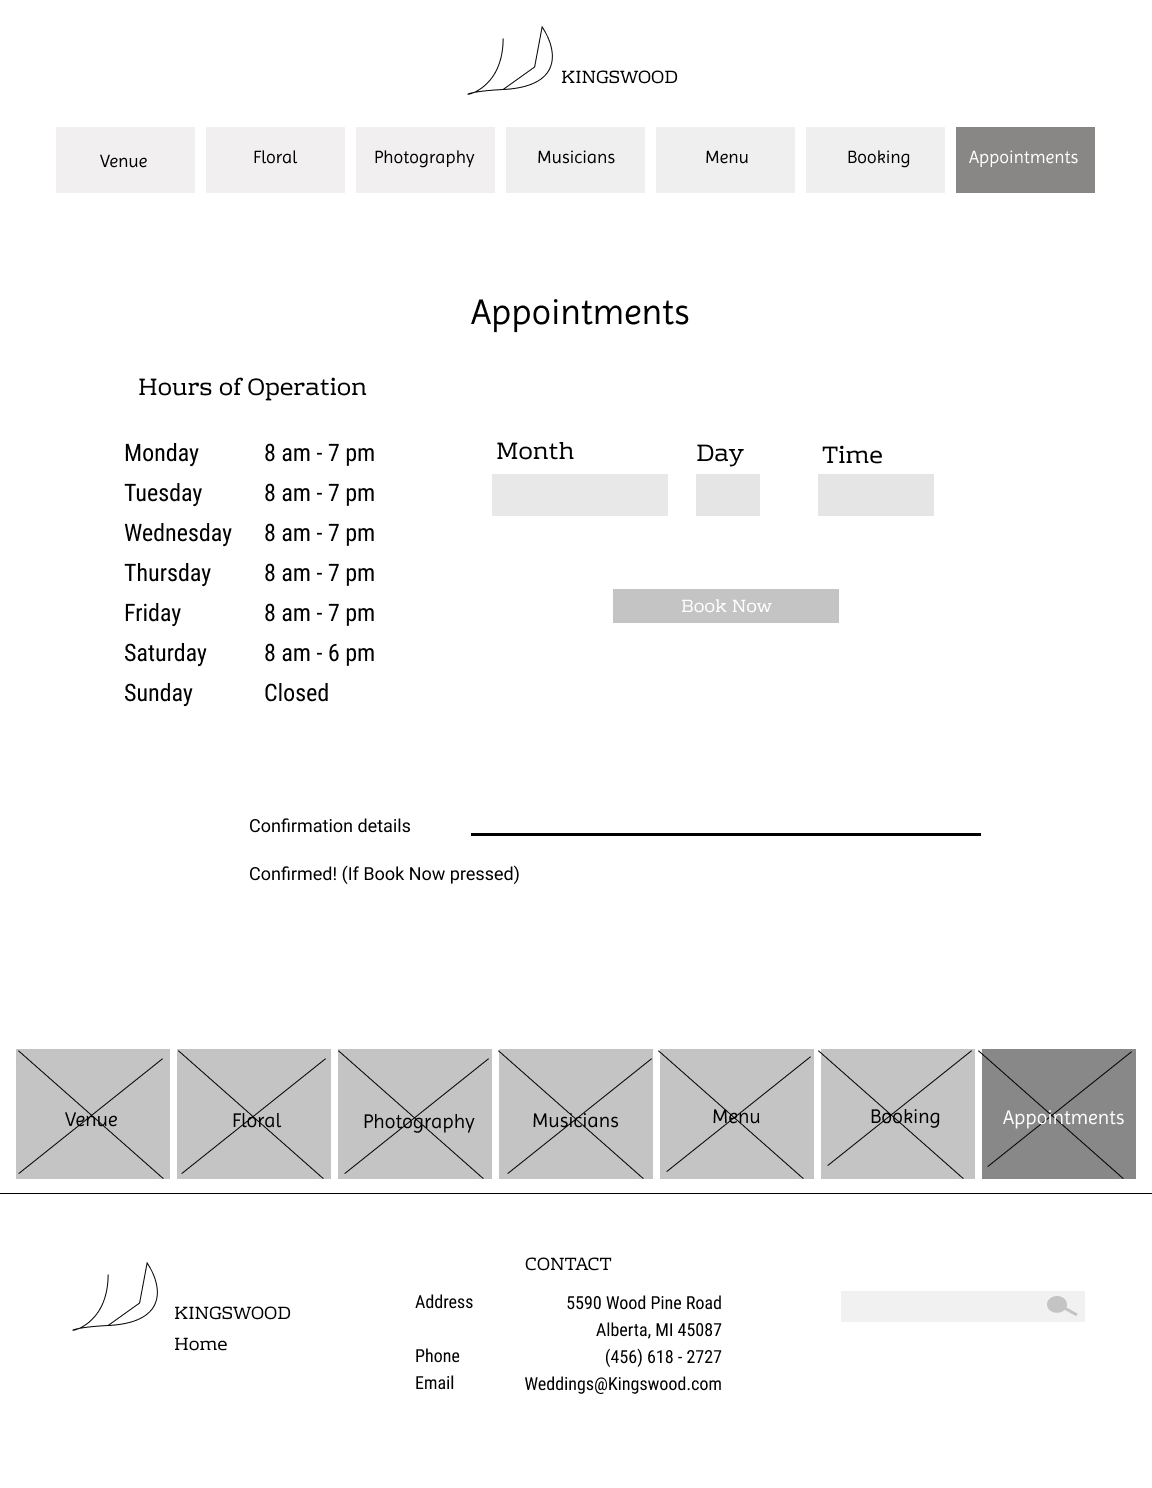 KINGSWOOD
Venue Floral Photography Musicians Menu Booking Appointments
Appointments
Hours of Operation
Monday 8 am - 7 pm
Tuesday 8 am - 7 pm
Wednesday 8 am - 7 pm
Thursday 8 am - 7 pm
Friday 8 am - 7 pm
Saturday 8 am - 6 pm
Sunday Closed
Month Day Time
Book Now
Confirmation details
Confirmed! (If Book Now pressed)
Venue Floral Photography Musicians Menu Booking Appointments
KINGSWOOD
Home
CONTACT
Address 5590 Wood Pine Road
Alberta, MI 45087
Phone (456) 618 - 2727
Email Weddings@Kingswood.com